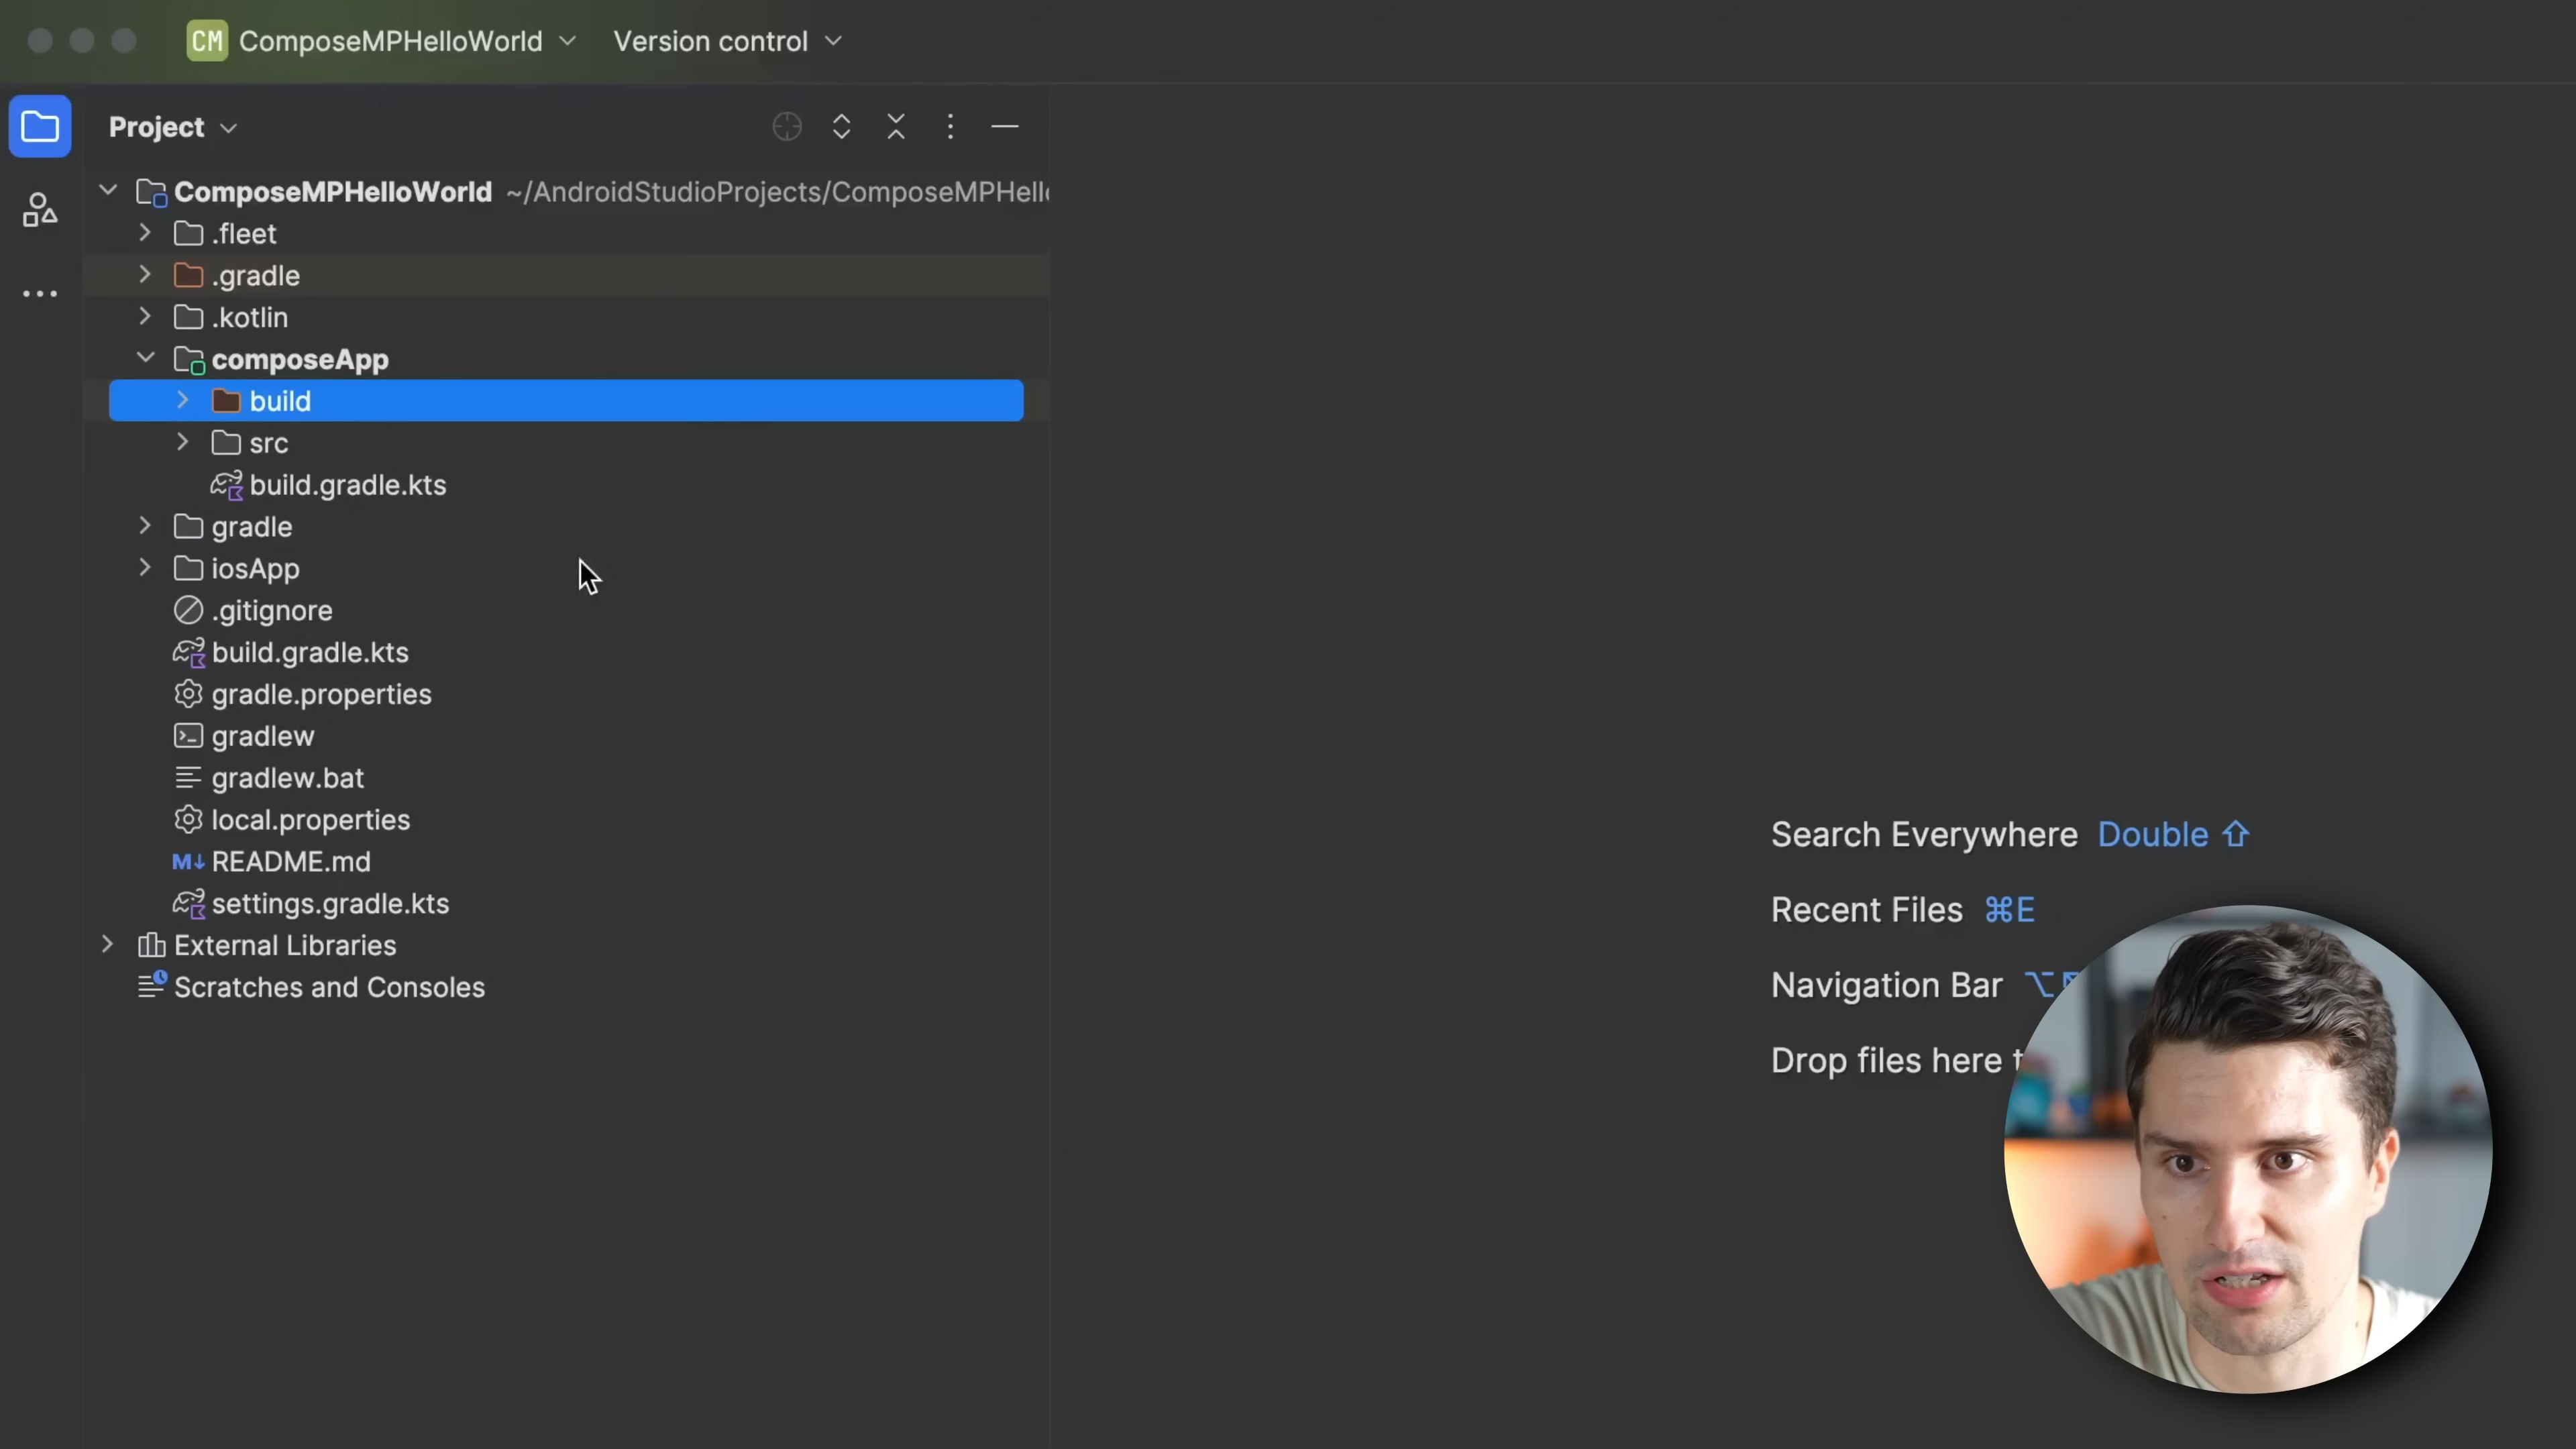 CM ComposeMPHelloWorld Version control
Project
ComposeMPHelloWorld ~/AndroidStudioProjects/ComposeMPHell
.fleet
.gradle
.kotlin
composeApp
build
src
build.gradle.kts
gradle
iosApp
.gitignore
build.gradle.kts
gradle.properties
gradlew
gradlew.bat
local.properties
M↓ README.md
settings.gradle.kts
External Libraries
Scratches and Consoles
Search Everywhere Double ⇧
Recent Files ⌘E
Navigation Bar ⌥
Drop files here